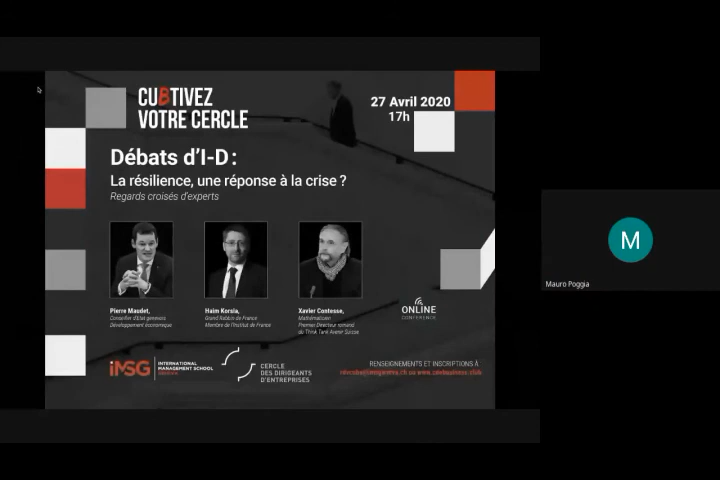 CUBTIVEZ
VOTRE CERCLE
27 Avril 2020
17h
Débats d'I-D :
La résilience, une réponse à la crise ?
Regards croisés d'experts
Pierre Maudet,
Conseiller d'Etat genevois
Développement économique
Haim Korsia,
Grand Rabbin de France
Membre de l'Institut de France
Xavier Comtesse,
Mathématicien
Premier Directeur romand
du Think Tank Avenir Suisse
ONLINE
CONFERENCE
iMSG
INTERNATIONAL
MANAGEMENT SCHOOL
GENEVA
CERCLE
DES DIRIGEANTS
D'ENTREPRISES
RENSEIGNEMENTS ET INSCRIPTIONS À
M
Mauro Poggia